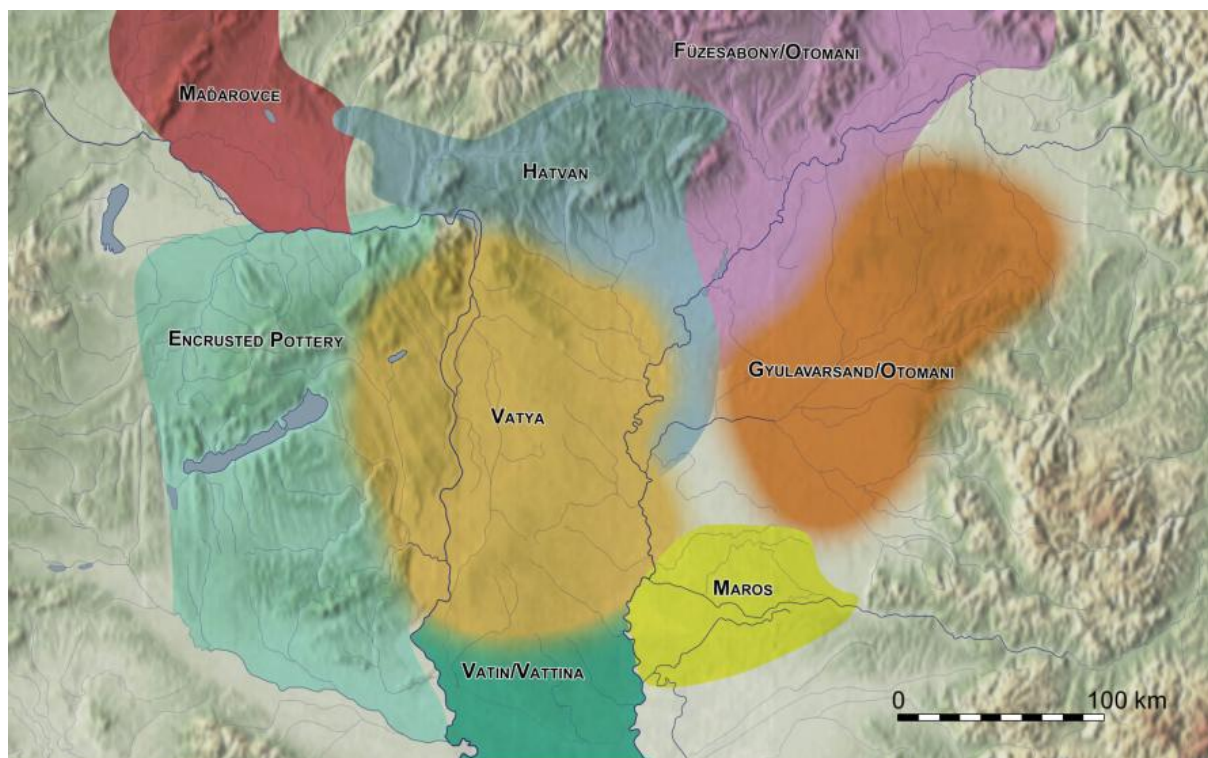 FÜZESABONY/OTOMANI
MAĎAROVCE
HATVAN
ENCRUSTED POTTERY
GYULAVARSAND/OTOMANI
VATYA
MAROS
VATIN/VATTINA
0 100 km